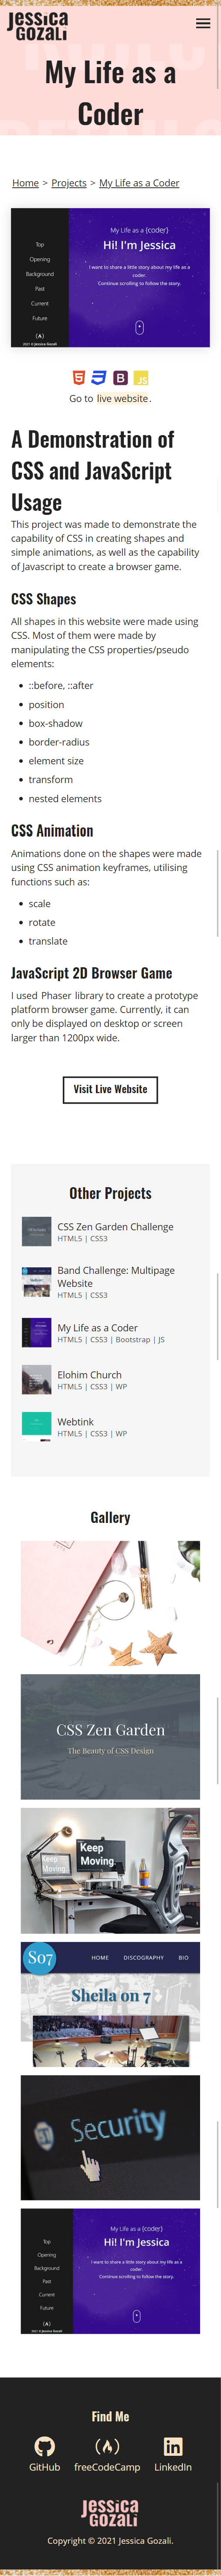 Jessica
Gozali
My Life as a
Coder
Home > Projects > My Life as a Coder
Top
Opening
Background
Past
Current
Future
(A)
2021 © Jessica Gozali
My Life as a {coder}
Hi! I'm Jessica
I want to share a little story about my life as a
coder.
Continue scrolling to follow the story.
B
JS
Go to live website.
A Demonstration of
CSS and JavaScript
Usage
This project was made to demonstrate the
capability of CSS in creating shapes and
simple animations, as well as the capability
of Javascript to create a browser game.
CSS Shapes
All shapes in this website were made using
CSS. Most of them were made by
manipulating the CSS properties/pseudo
elements:
::before, ::after
position
box-shadow
border-radius
element size
transform
nested elements
CSS Animation
Animations done on the shapes were made
using CSS animation keyframes, utilising
functions such as:
scale
rotate
translate
JavaScript 2D Browser Game
I used Phaser library to create a prototype
platform browser game. Currently, it can
only be displayed on desktop or screen
larger than 1200px wide.
Visit Live Website
Other Projects
CSS Zen Garden Challenge
HTML5 | CSS3
Band Challenge: Multipage
Website
HTML5 | CSS3
My Life as a Coder
HTML5 | CSS3 | Bootstrap | JS
Elohim Church
HTML5 | CSS3 | WP
Webtink
HTML5 | CSS3 | WP
Gallery
CSS Zen Garden
The Beauty of CSS Design
Keep
Moving.
Keep
Moving.
So7
HOME DISCOGRAPHY BIO
Sheila on 7
Security
Top
Opening
Background
Past
Current
Future
(A)
2021 © Jessica Gozali
My Life as a {coder}
Hi! I'm Jessica
I want to share a little story about my life as a
coder.
Continue scrolling to follow the story.
Find Me
GitHub freeCodeCamp LinkedIn
Jessica
Gozali
Copyright © 2021 Jessica Gozali.